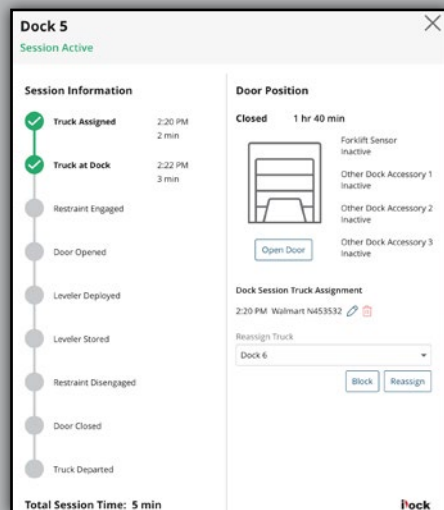 Dock 5
Session Active
Session Information
Truck Assigned 2:20 PM
2 min
Truck at Dock 2:22 PM
3 min
Restraint Engaged
Door Opened
Leveler Deployed
Leveler Stored
Restraint Disengaged
Door Closed
Truck Departed
Total Session Time: 5 min
Door Position
Closed 1 hr 40 min
Forklift Sensor
Inactive
Other Dock Accessory 1
Inactive
Other Dock Accessory 2
Inactive
Other Dock Accessory 3
Inactive
Open Door
Dock Session Truck Assignment
2:20 PM Walmart N453532
Reassign Truck
Dock 6
Block Reassign
iDock